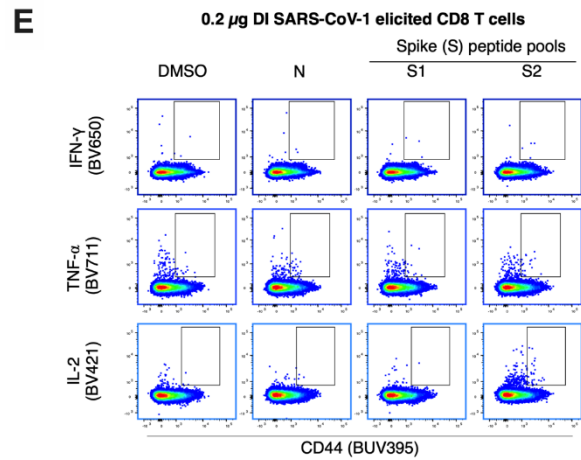 E
0.2 µg DI SARS-CoV-1 elicited CD8 T cells
Spike (S) peptide pools
DMSO N S1 S2
IFN-γ
(BV650)
TNF-α
(BV711)
IL-2
(BV421)
CD44 (BUV395)